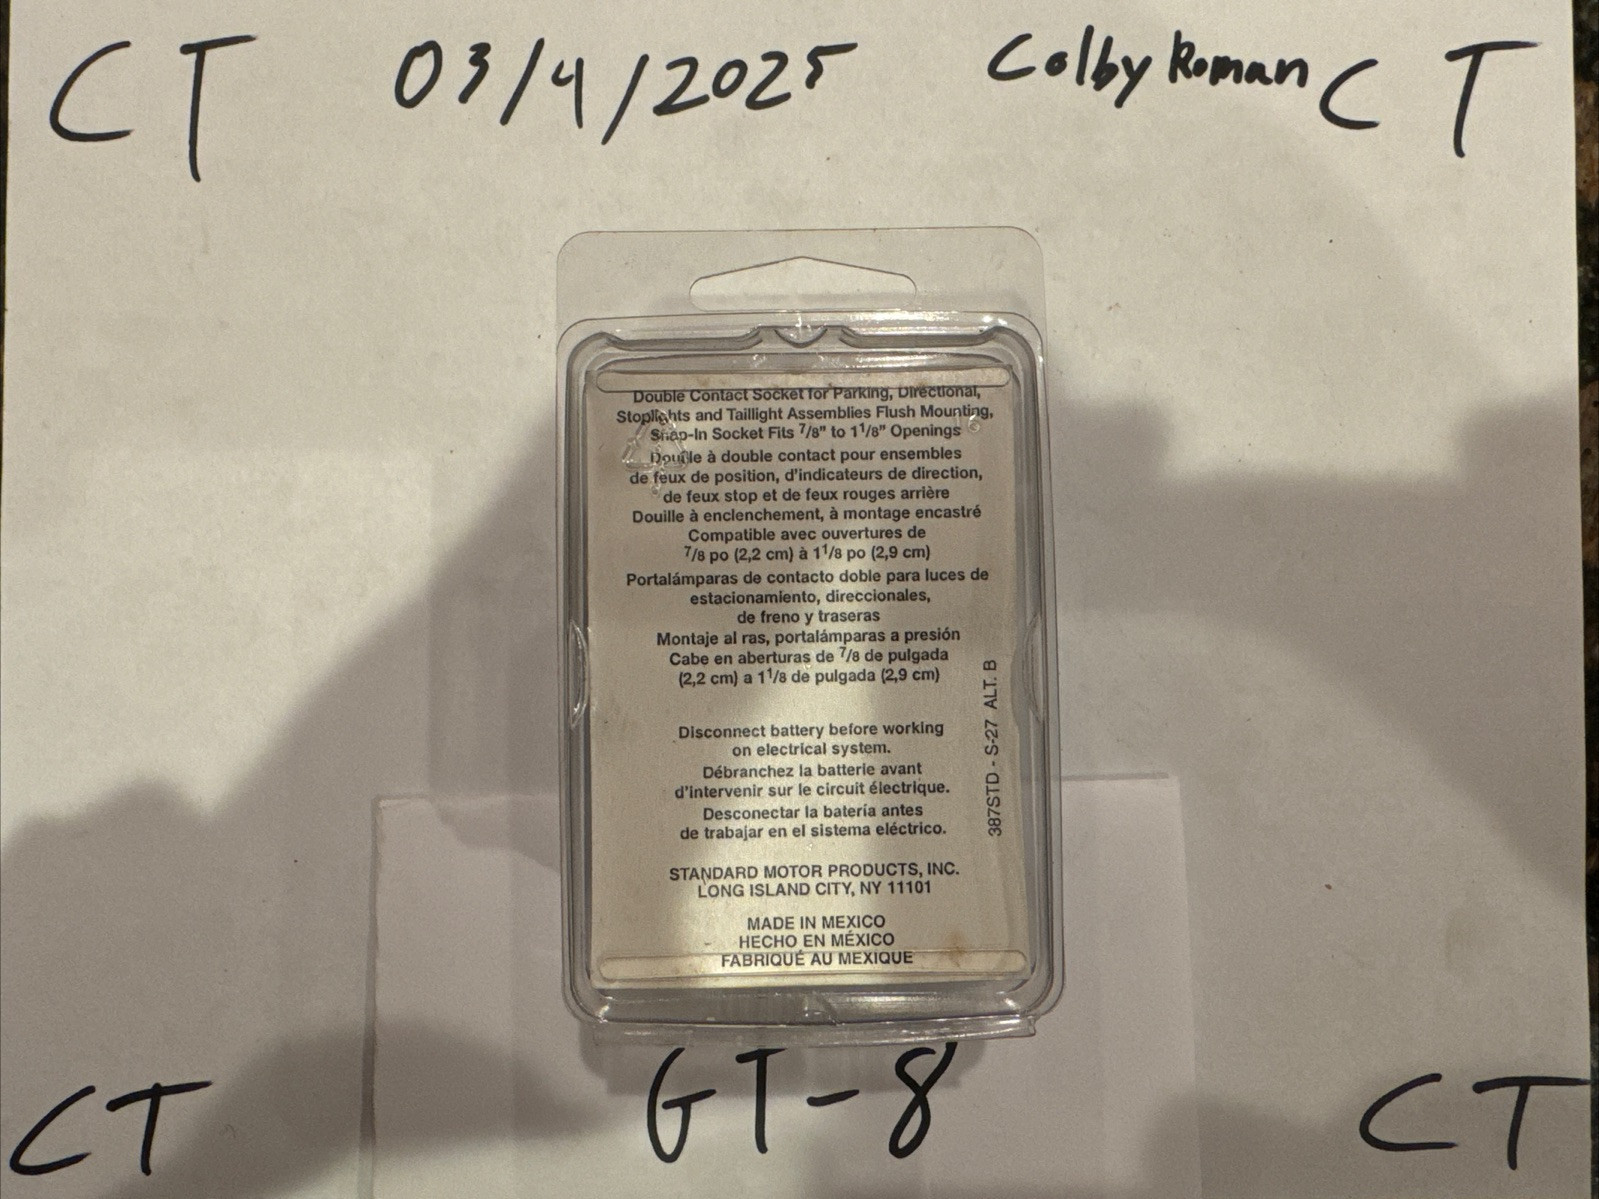 CT 03/4/2025 Colby Roman CT
Double Contact Socket for Parking, Directional,
Stoplights and Taillight Assemblies Flush Mounting,
Snap-In Socket Fits 7/8" to 1 1/8" Openings
Douille à double contact pour ensembles
de feux de position, d'indicateurs de direction,
de feux stop et de feux rouges arrière
Douille à enclenchement, à montage encastré
Compatible avec ouvertures de
7/8 po (2,2 cm) à 1 1/8 po (2,9 cm)
Portalámparas de contacto doble para luces de
estacionamiento, direccionales,
de freno y traseras
Montaje al ras, portalámparas a presión
Cabe en aberturas de 7/8 de pulgada
(2,2 cm) a 1 1/8 de pulgada (2,9 cm)
Disconnect battery before working
on electrical system.
Débranchez la batterie avant
d'intervenir sur le circuit électrique.
Desconectar la batería antes
de trabajar en el sistema eléctrico.
387STD - S-27 ALT. B
STANDARD MOTOR PRODUCTS, INC.
LONG ISLAND CITY, NY 11101
MADE IN MEXICO
HECHO EN MÉXICO
FABRIQUÉ AU MEXIQUE
CT GT-8 CT